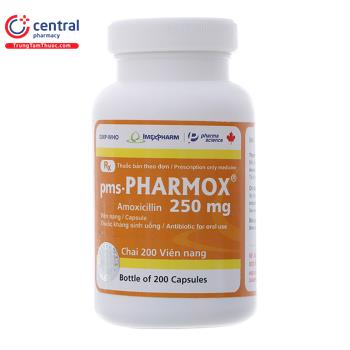 central
pharmacy
TrungTamThuoc.com
GMP-WHO
IMEXPHARM
pharma
science
Rx Thuốc bán theo đơn / Prescription only medicine
pms-PHARMOX®
Amoxicillin 250 mg
Viên nang / Capsule
Thuốc kháng sinh uống / Antibiotic for oral use
Chai 200 Viên nang
Bottle of 200 Capsules